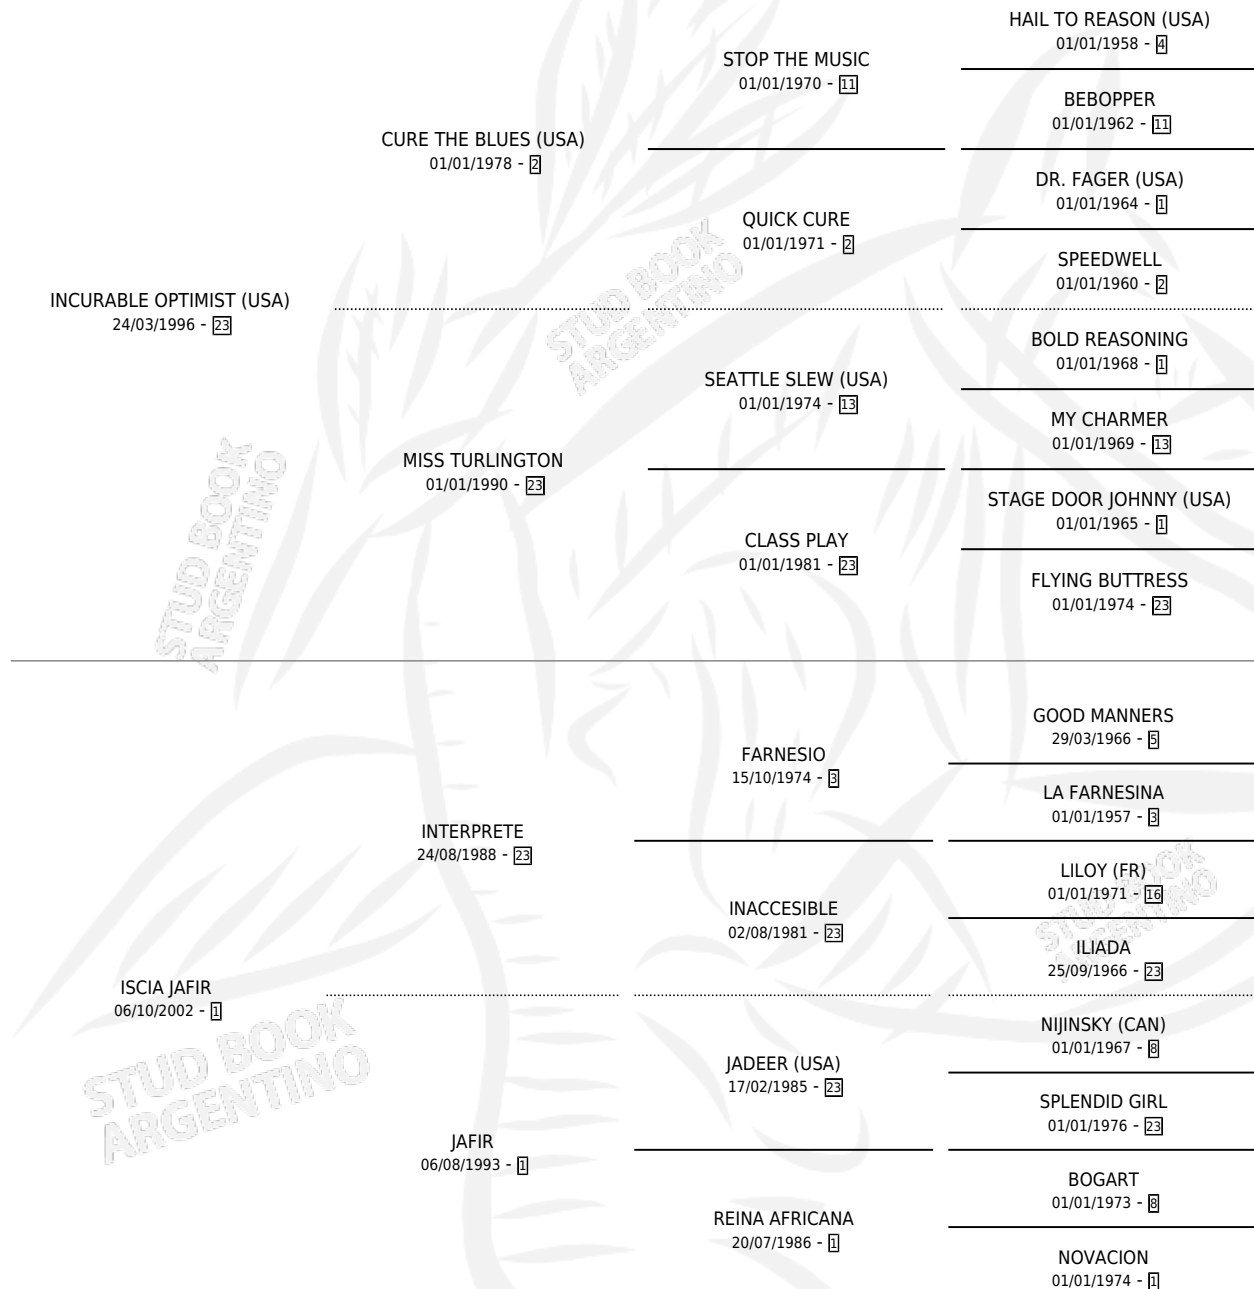 HAIL TO REASON (USA)
01/01/1958 - 4
STOP THE MUSIC
01/01/1970 - 11
BEBOPPER
01/01/1962 - 11
CURE THE BLUES (USA)
01/01/1978 - 2
DR. FAGER (USA)
01/01/1964 - 1
QUICK CURE
01/01/1971 - 2
SPEEDWELL
01/01/1960 - 2
INCURABLE OPTIMIST (USA)
24/03/1996 - 23
BOLD REASONING
01/01/1968 - 1
SEATTLE SLEW (USA)
01/01/1974 - 13
MY CHARMER
01/01/1969 - 13
MISS TURLINGTON
01/01/1990 - 23
STAGE DOOR JOHNNY (USA)
01/01/1965 - 1
CLASS PLAY
01/01/1981 - 23
FLYING BUTTRESS
01/01/1974 - 23
GOOD MANNERS
29/03/1966 - 5
FARNESIO
15/10/1974 - 3
LA FARNESINA
01/01/1957 - 3
INTERPRETE
24/08/1988 - 23
LILOY (FR)
01/01/1971 - 16
INACCESIBLE
02/08/1981 - 23
ILIADA
25/09/1966 - 23
ISCIA JAFIR
06/10/2002 - 1
NIJINSKY (CAN)
01/01/1967 - 8
JADEER (USA)
17/02/1985 - 23
SPLENDID GIRL
01/01/1976 - 23
JAFIR
06/08/1993 - 1
BOGART
01/01/1973 - 8
REINA AFRICANA
20/07/1986 - 1
NOVACION
01/01/1974 - 1
STUD BOOK
ARGENTINO
STUD BOOK
ARGENTINO
STUD BOOK
ARGENTINO
STUD BOOK
ARGENTINO